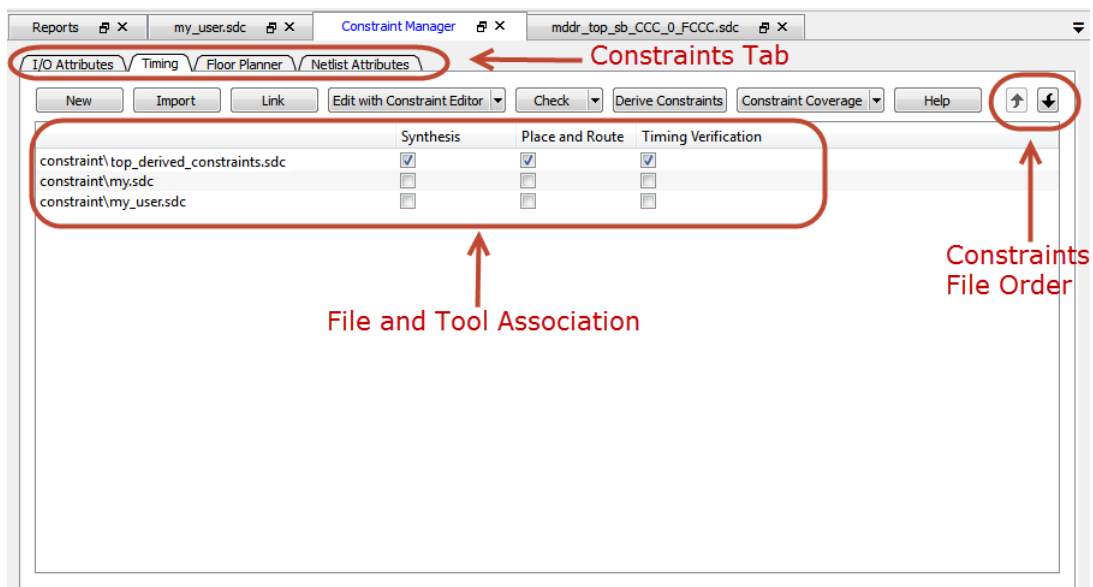 Reports my_user.sdc Constraint Manager mddr_top_sb_CCC_0_FCCC.sdc
Constraints Tab
I/O Attributes Timing Floor Planner Netlist Attributes
New Import Link Edit with Constraint Editor Check Derive Constraints Constraint Coverage Help
Synthesis Place and Route Timing Verification
constraint\top_derived_constraints.sdc
constraint\my.sdc
constraint\my_user.sdc
Constraints
File Order
File and Tool Association